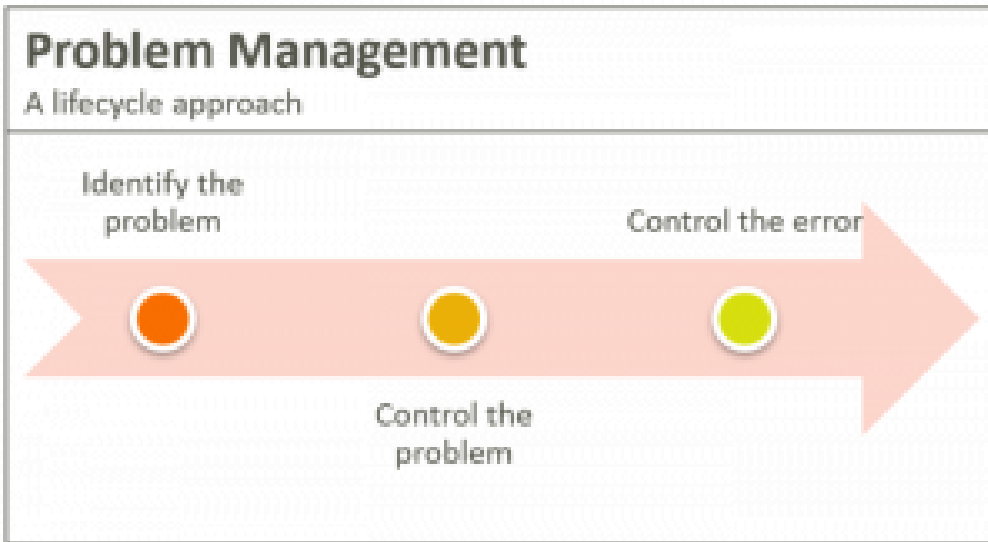 Problem Management
A lifecycle approach
Identify the
problem
Control the
problem
Control the error